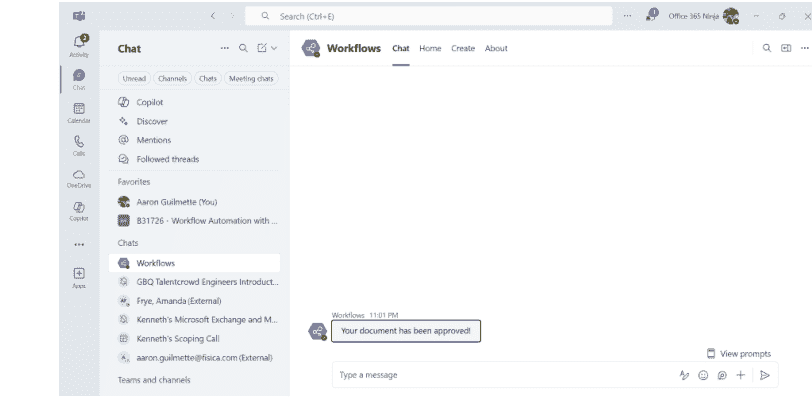 Search (Ctrl+E)
Office 365 Ninja
Activity
Chat
Calendar
Calls
OneDrive
Copilot
Apps
Chat
Unread Channels Chats Meeting chats
Copilot
Discover
Mentions
Followed threads
Favorites
Aaron Guilmette (You)
B31726 - Workflow Automation with ...
Chats
Workflows
GBQ Talentcrowd Engineers Introduct...
Frye, Amanda (External)
Kenneth's Microsoft Exchange and M...
Kenneth's Scoping Call
aaron.guilmette@fisica.com (External)
Teams and channels
Workflows Chat Home Create About
Workflows 11:01 PM
Your document has been approved!
View prompts
Type a message